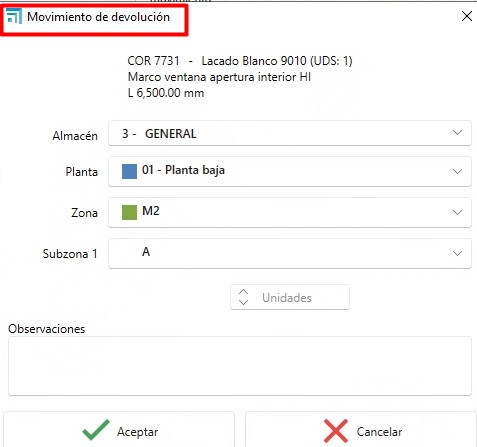 Movimiento de devolución
COR 7731 - Lacado Blanco 9010 (UDS: 1)
Marco ventana apertura interior HI
L 6,500.00 mm
Almacén 3 - GENERAL
Planta 01 - Planta baja
Zona M2
Subzona 1 A
Unidades
Observaciones
Aceptar Cancelar